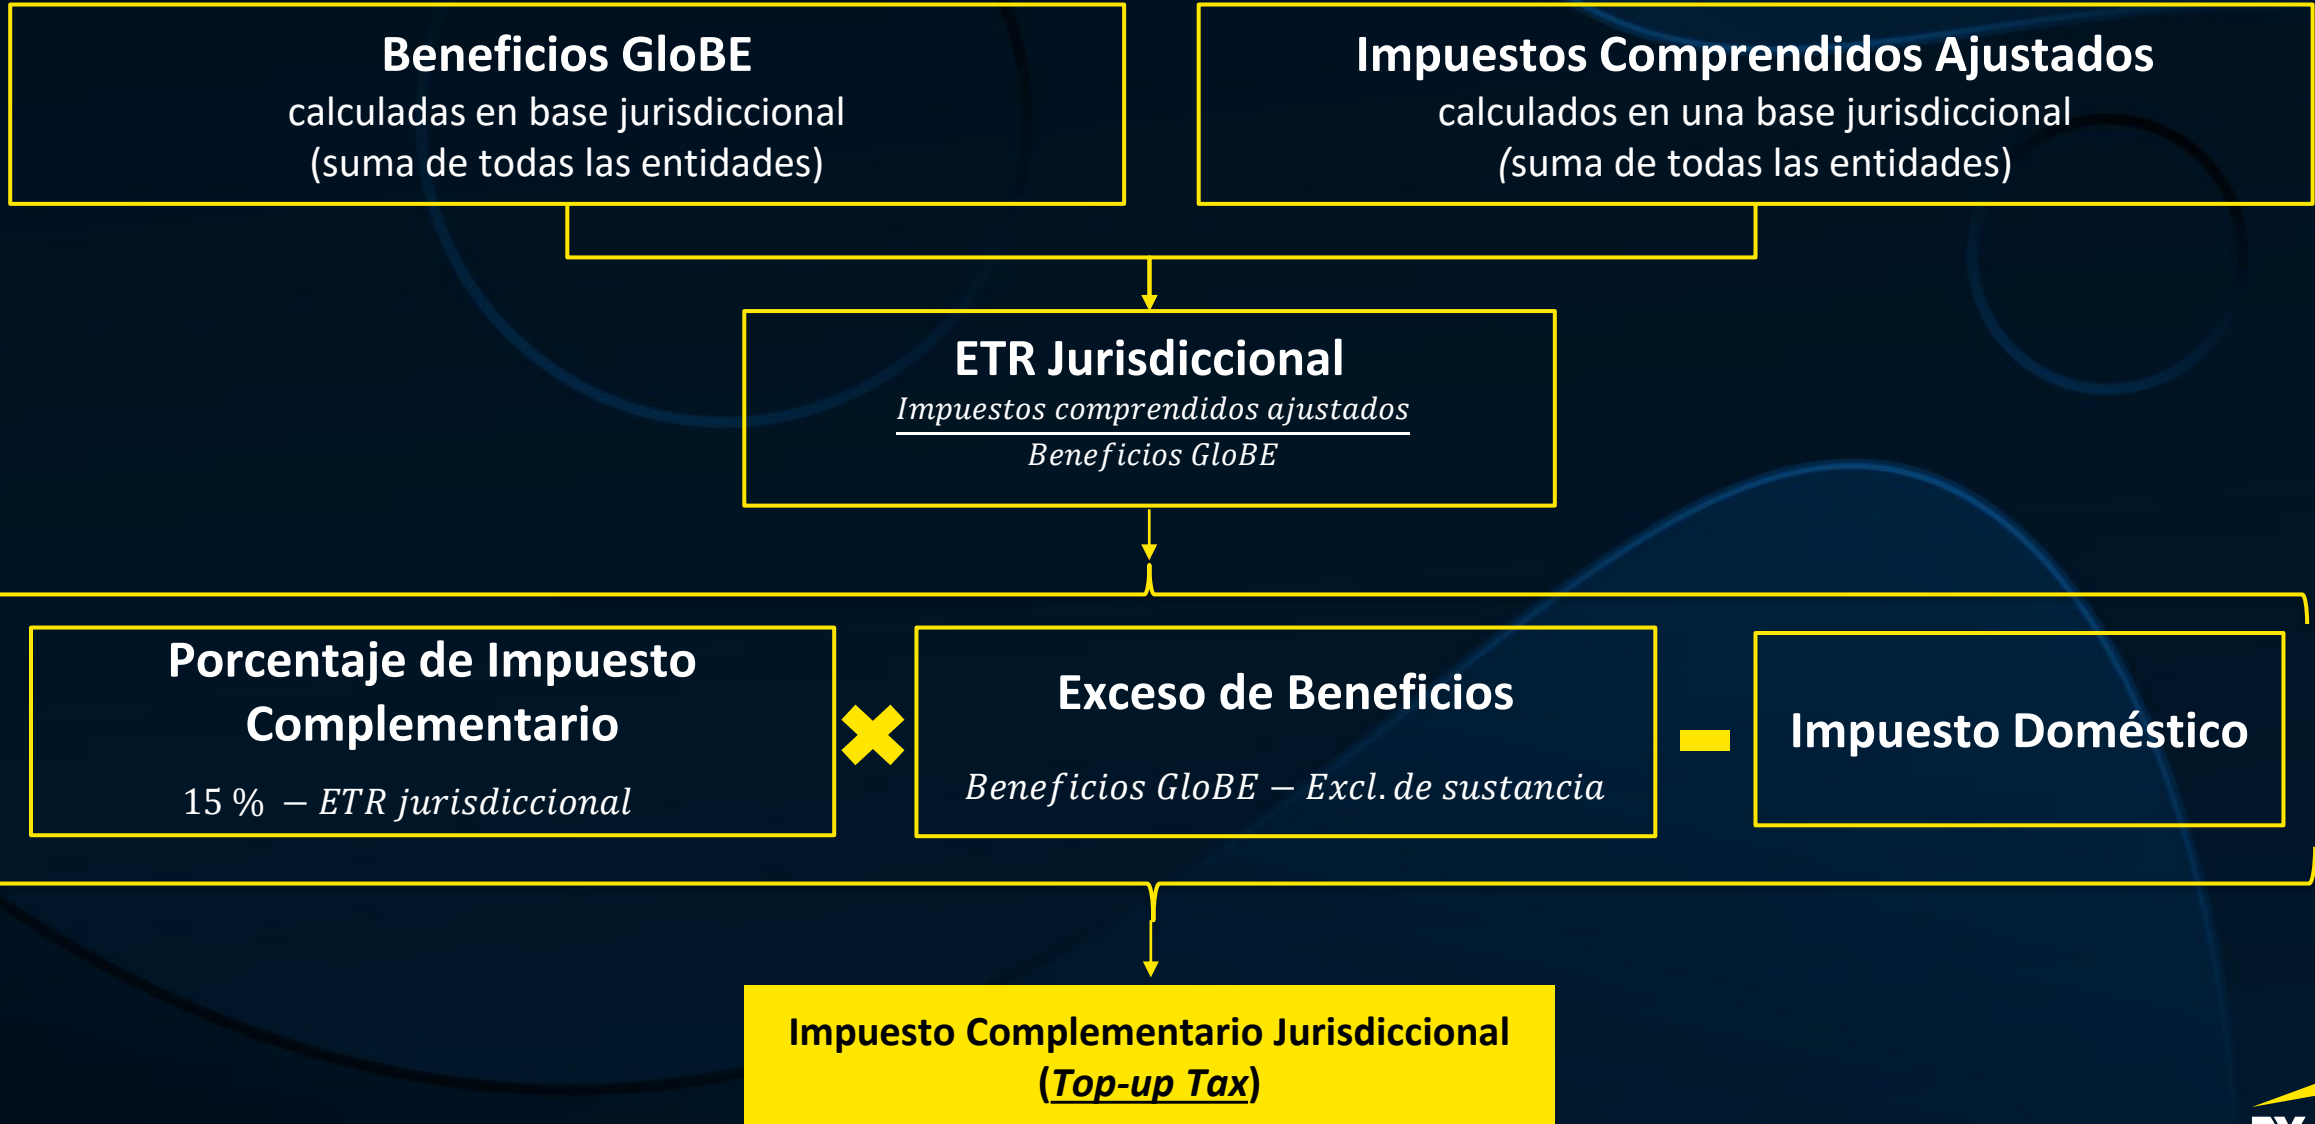 Beneficios GloBE
calculadas en base jurisdiccional
(suma de todas las entidades)
Impuestos Comprendidos Ajustados
calculados en una base jurisdiccional
(suma de todas las entidades)
ETR Jurisdiccional
Impuestos comprendidos ajustados
Beneficios GloBE
Porcentaje de Impuesto
Complementario
15 % − ETR jurisdiccional
Exceso de Beneficios
Beneficios GloBE − Excl. de sustancia
Impuesto Doméstico
Impuesto Complementario Jurisdiccional
(Top-up Tax)